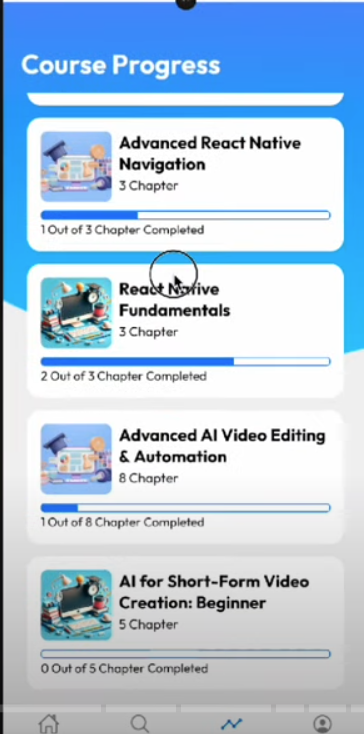 Course Progress
Advanced React Native
Navigation
3 Chapter
1 Out of 3 Chapter Completed
React Native
Fundamentals
3 Chapter
2 Out of 3 Chapter Completed
Advanced AI Video Editing
& Automation
8 Chapter
1 Out of 8 Chapter Completed
AI for Short-Form Video
Creation: Beginner
5 Chapter
0 Out of 5 Chapter Completed